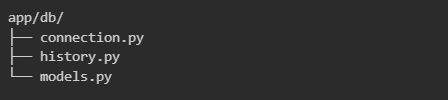 app/db/
├── connection.py
├── history.py
└── models.py